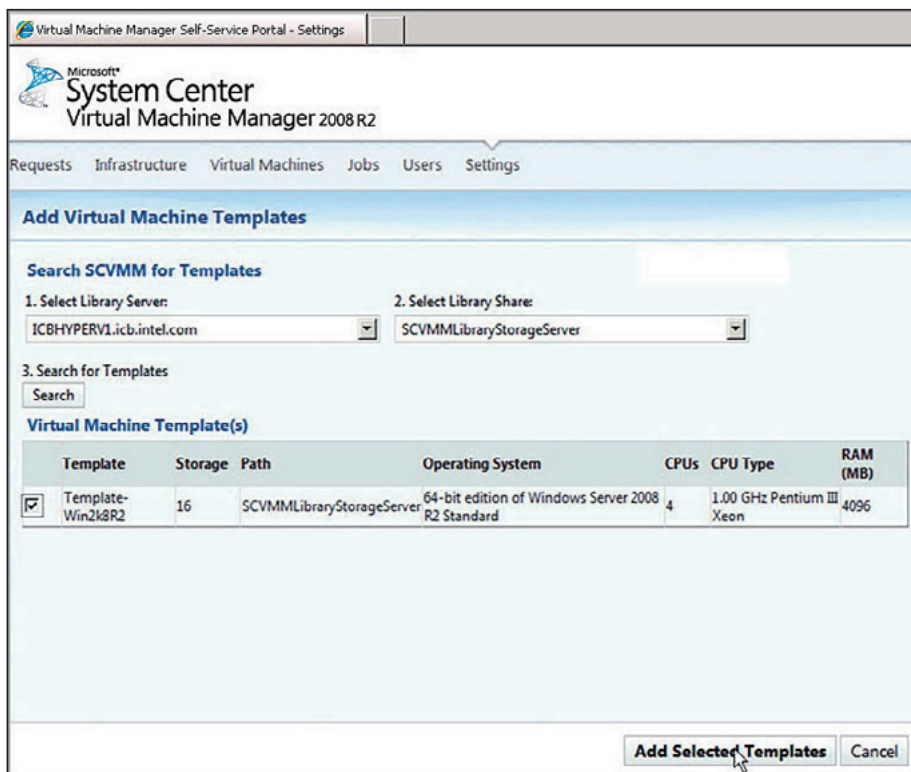 Virtual Machine Manager Self-Service Portal - Settings
Microsoft*
System Center
Virtual Machine Manager 2008 R2
Requests Infrastructure Virtual Machines Jobs Users Settings
Add Virtual Machine Templates
Search SCVMM for Templates
1. Select Library Server: 2. Select Library Share:
ICBHYPERV1.icb.intel.com SCVMMLibraryStorageServer
3. Search for Templates
Search
Virtual Machine Template(s)
Template Storage Path Operating System CPUs CPU Type RAM (MB)
Template-Win2k8R2 16 SCVMMLibraryStorageServer 64-bit edition of Windows Server 2008 R2 Standard 4 1.00 GHz Pentium III Xeon 4096
Add Selected Templates Cancel